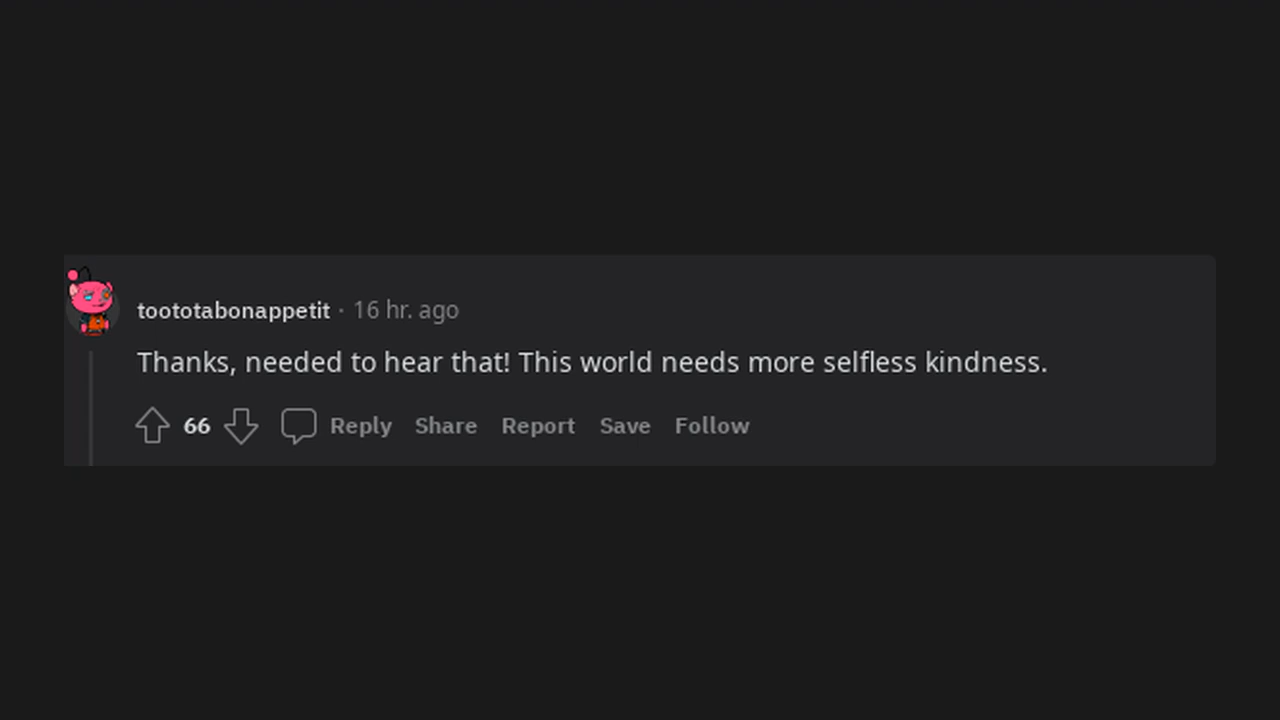 toototabonappetit · 16 hr. ago
Thanks, needed to hear that! This world needs more selfless kindness.
66 Reply Share Report Save Follow